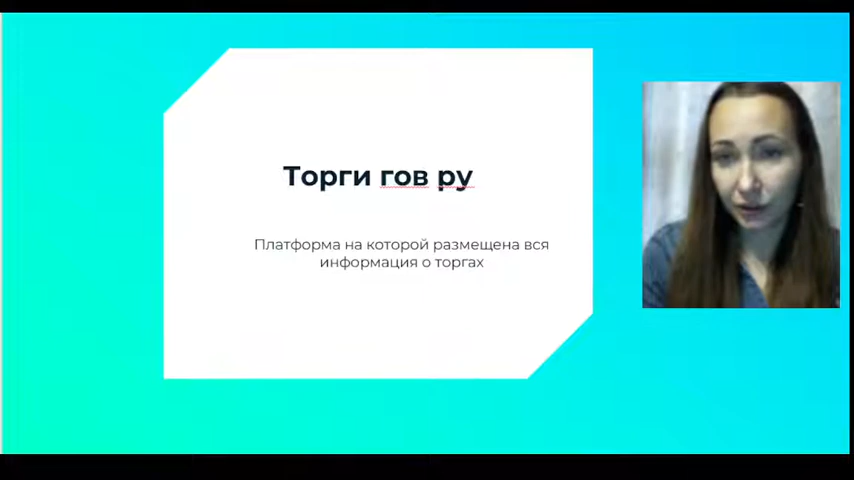 Торги гов ру
Платформа на которой размещена вся
информация о торгах